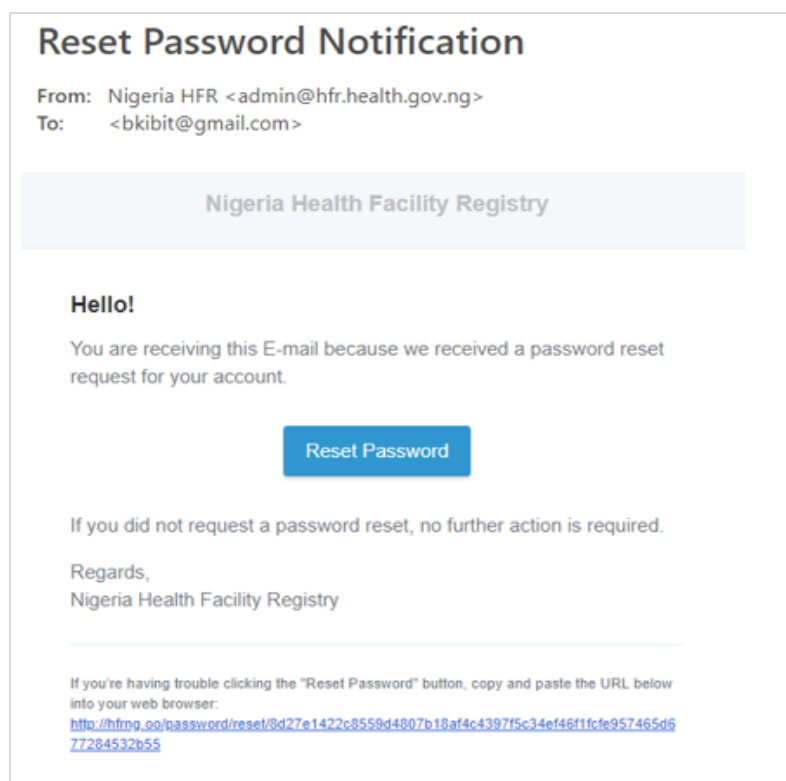 Reset Password Notification
From: Nigeria HFR <admin@hfr.health.gov.ng>
To: <bkibit@gmail.com>
Nigeria Health Facility Registry
Hello!
You are receiving this E-mail because we received a password reset
request for your account.
Reset Password
If you did not request a password reset, no further action is required.
Regards,
Nigeria Health Facility Registry
If you're having trouble clicking the "Reset Password" button, copy and paste the URL below
into your web browser:
http://hfrng.oo/password/reset/8d27e1422c8559d4807b18af4c4397f5c34ef46f1fcfe957465d6
77284532b55